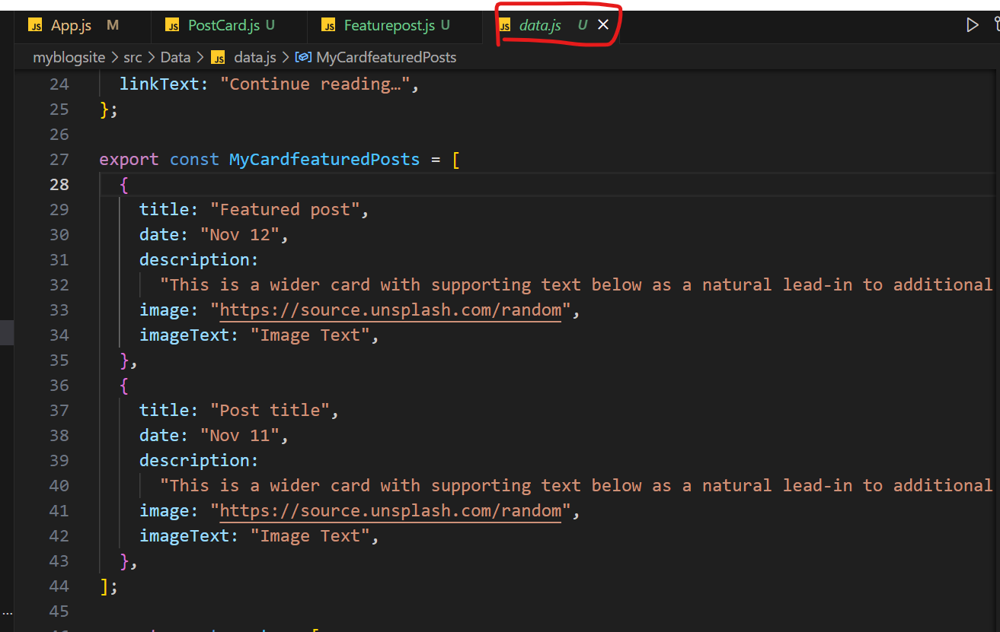 JS App.js M JS PostCard.js U JS Featurepost.js U JS data.js U
myblogsite > src > Data > JS data.js > MyCardfeaturedPosts
24 linkText: "Continue reading…",
25 };
26
27 export const MyCardfeaturedPosts = [
28 {
29 title: "Featured post",
30 date: "Nov 12",
31 description:
32 "This is a wider card with supporting text below as a natural lead-in to additional
33 image: "https://source.unsplash.com/random",
34 imageText: "Image Text",
35 },
36 {
37 title: "Post title",
38 date: "Nov 11",
39 description:
40 "This is a wider card with supporting text below as a natural lead-in to additional
41 image: "https://source.unsplash.com/random",
42 imageText: "Image Text",
43 },
44 ];
45